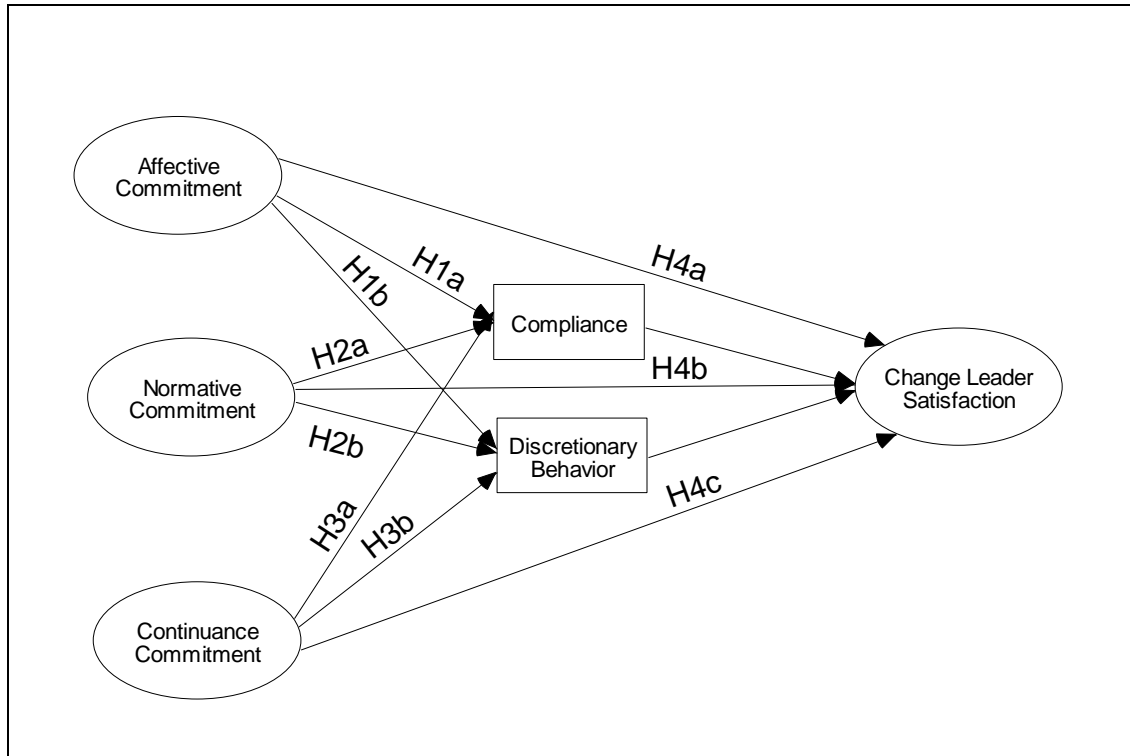 Affective
Commitment
H1a
H1b
H4a
Compliance
H2a
H4b
Normative
Commitment
Change Leader
Satisfaction
H2b
Discretionary
Behavior
H4c
H3a
H3b
Continuance
Commitment